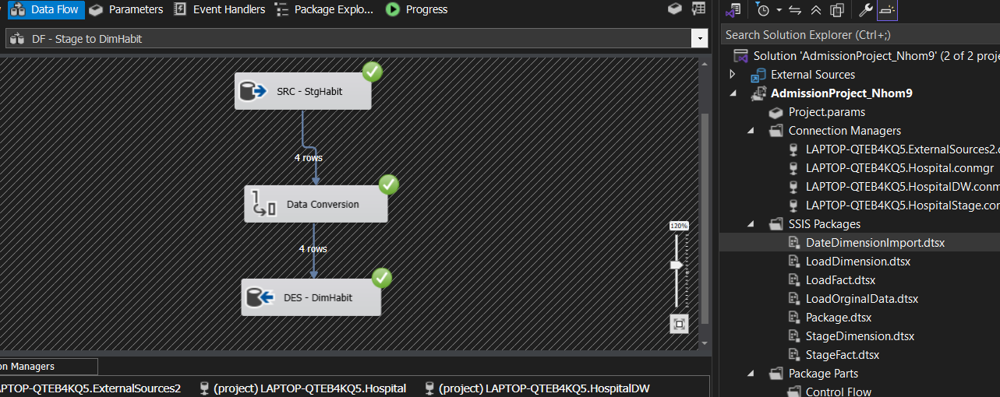 Data Flow
Parameters
Event Handlers
Package Explo...
Progress
DF - Stage to DimHabit
SRC - StgHabit
4 rows
Data Conversion
4 rows
DES - DimHabit
120%
on Managers
APTOP-QTEB4KQ5.ExternalSources2
(project) LAPTOP-QTEB4KQ5.Hospital
(project) LAPTOP-QTEB4KQ5.HospitalDW
Search Solution Explorer (Ctrl+;)
Solution 'AdmissionProject_Nhom9' (2 of 2 proje
External Sources
AdmissionProject_Nhom9
Project.params
Connection Managers
LAPTOP-QTEB4KQ5.ExternalSources2.c
LAPTOP-QTEB4KQ5.Hospital.conmgr
LAPTOP-QTEB4KQ5.HospitalDW.conm
LAPTOP-QTEB4KQ5.HospitalStage.con
SSIS Packages
DateDimensionImport.dtsx
LoadDimension.dtsx
LoadFact.dtsx
LoadOrginalData.dtsx
Package.dtsx
StageDimension.dtsx
StageFact.dtsx
Package Parts
Control Flow